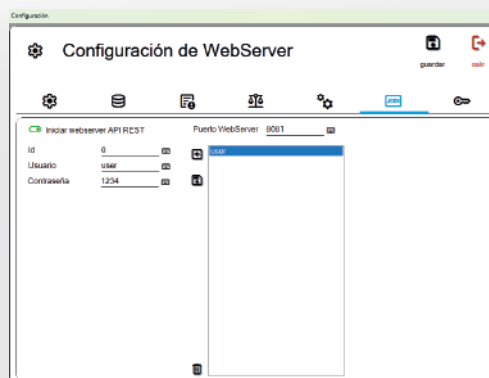 Configuración
Configuración de WebServer
guardar
salir
JSON
Iniciar webserver API REST
Puerto WebServer 8081
Id 0
Usuario user
Contraseña 1234
user